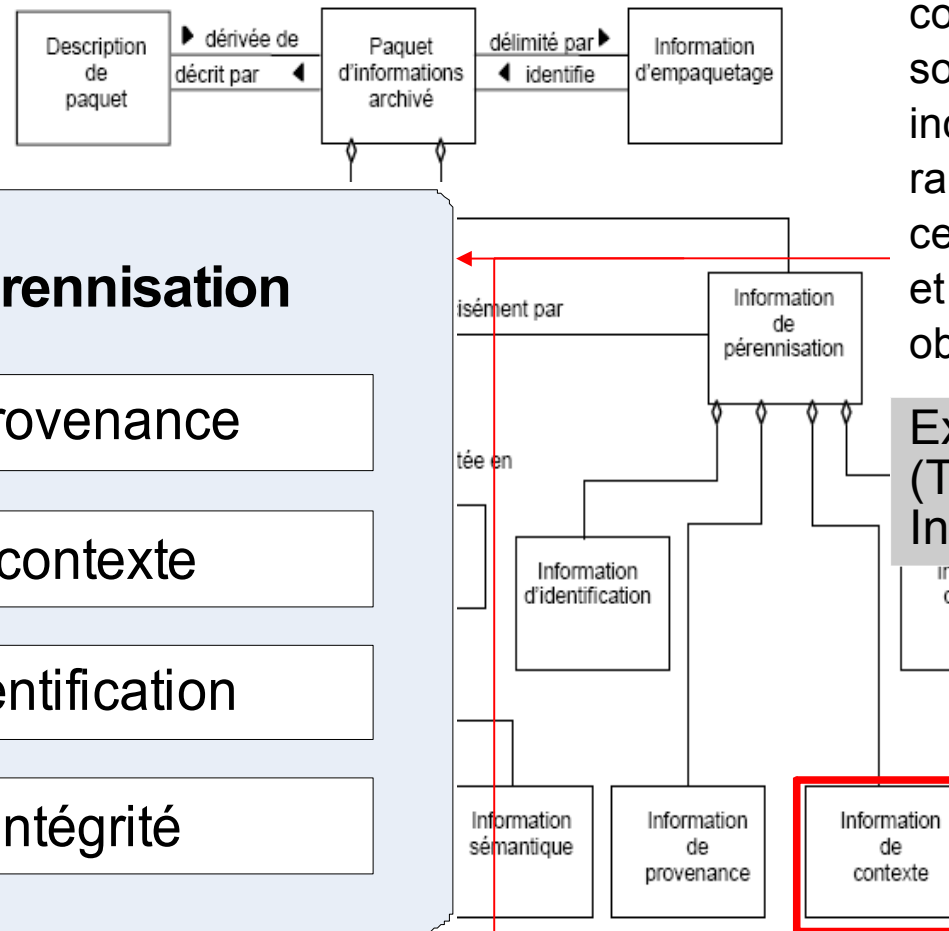 Description
de
paquet
dérivée de
décrit par
Paquet
d'informations
archivé
délimité par
identifie
Information
d'empaquetage
co
so
ra
ce
et
ob
rennisation
rovenance
contexte
entification
ntégrité
isément par
tée en
Information
de
pérennisation
Ex
(T
In
Information
d'identification
Information
sémantique
Information
de
provenance
Information
de
contexte